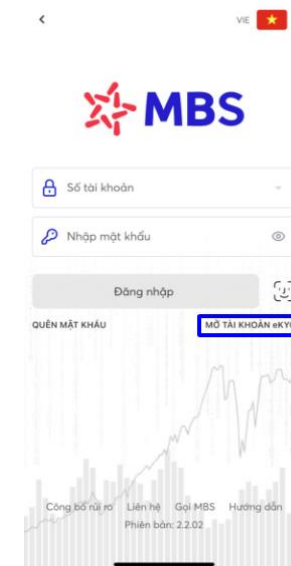 VIE
MBS
Số tài khoản
Nhập mật khẩu
Đăng nhập
QUÊN MẬT KHẨU MỞ TÀI KHOẢN eKY
Công bố rủi ro Liên hệ Gọi MBS Hướng dẫn
Phiên bản: 2.2.02